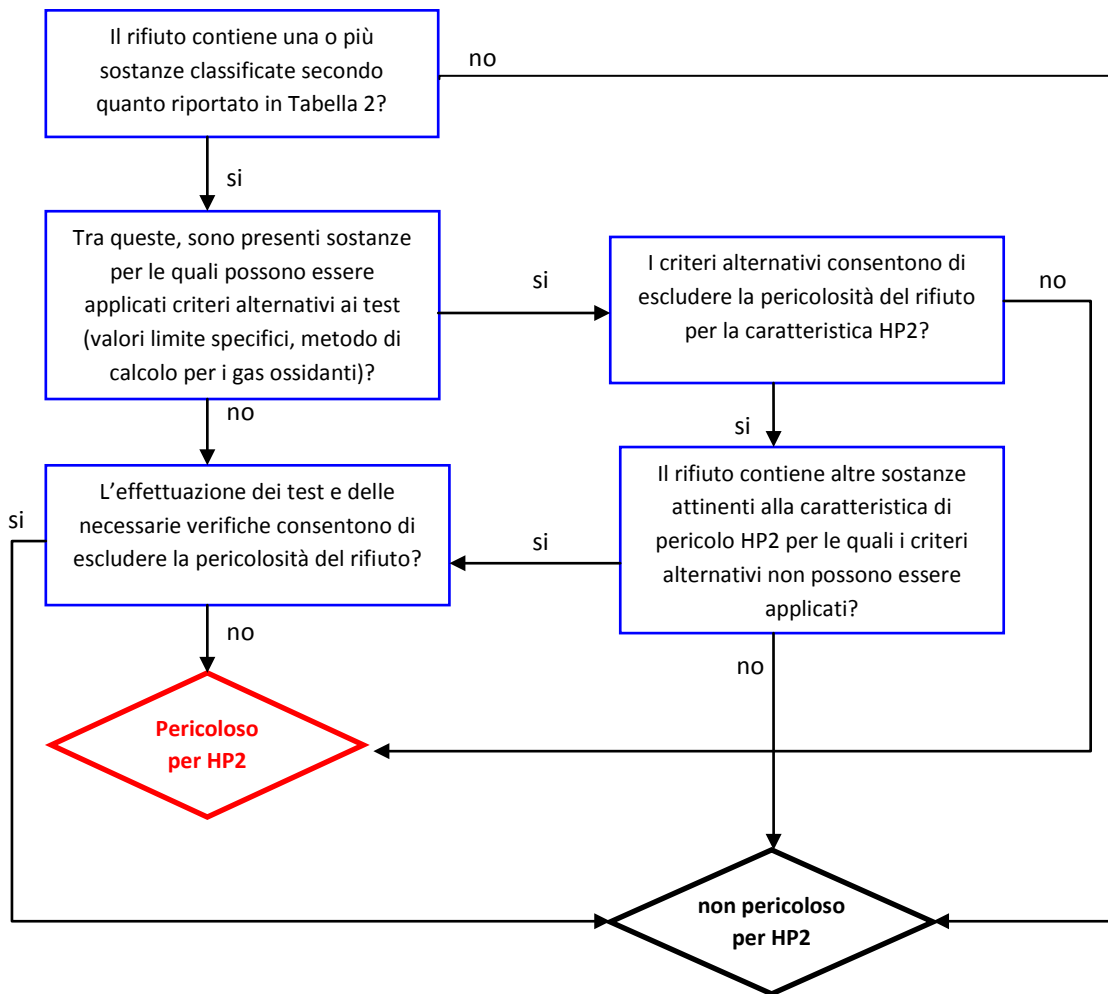 Il rifiuto contiene una o più
sostanze classificate secondo
quanto riportato in Tabella 2?
no
si
Tra queste, sono presenti sostanze
per le quali possono essere
applicati criteri alternativi ai test
(valori limite specifici, metodo di
calcolo per i gas ossidanti)?
si
I criteri alternativi consentono di
escludere la pericolosità del rifiuto
per la caratteristica HP2?
no
no
si
L’effettuazione dei test e delle
necessarie verifiche consentono di
escludere la pericolosità del rifiuto?
si
si
Il rifiuto contiene altre sostanze
attinenti alla caratteristica di
pericolo HP2 per le quali i criteri
alternativi non possono essere
applicati?
no
no
Pericoloso
per HP2
non pericoloso
per HP2